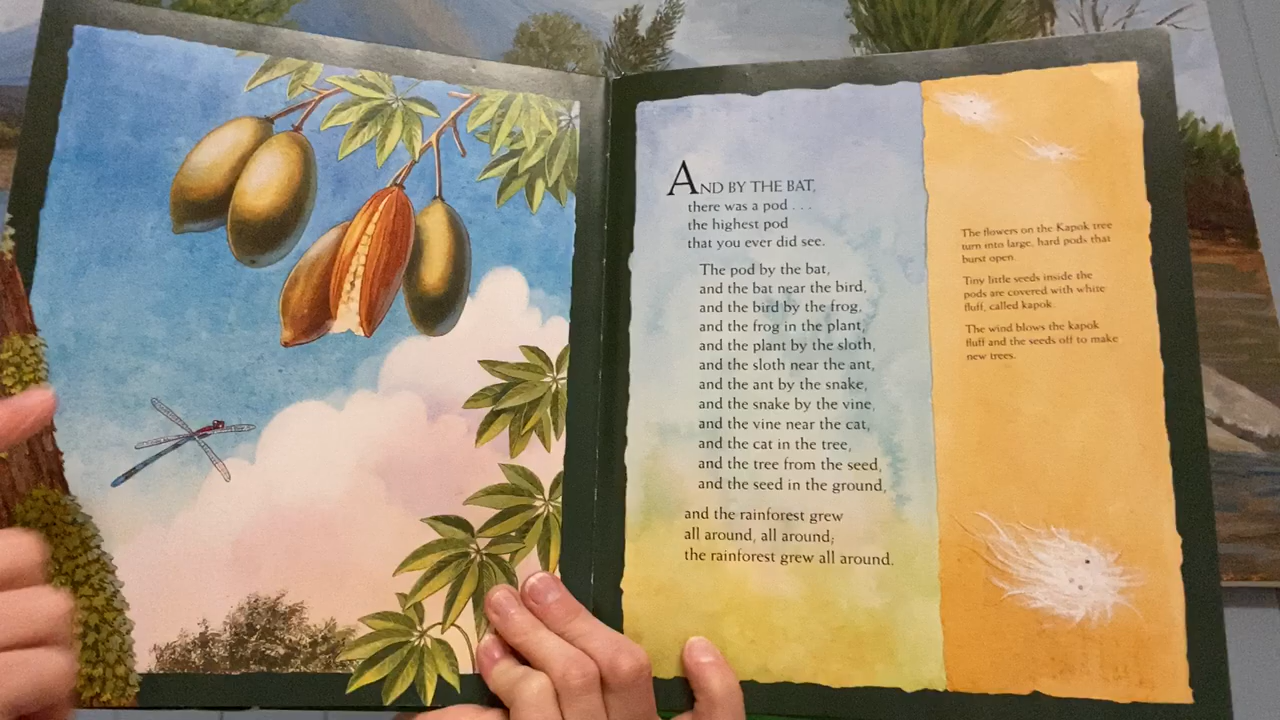 AND BY THE BAT,
there was a pod . . .
the highest pod
that you ever did see.
The pod by the bat,
and the bat near the bird,
and the bird by the frog,
and the frog in the plant,
and the plant by the sloth,
and the sloth near the ant,
and the ant by the snake,
and the snake by the vine,
and the vine near the cat,
and the cat in the tree,
and the tree from the seed,
and the seed in the ground,
and the rainforest grew
all around, all around;
the rainforest grew all around.
The flowers on the Kapok tree
turn into large, hard pods that
burst open.
Tiny little seeds inside the
pods are covered with white
fluff, called kapok.
The wind blows the kapok
fluff and the seeds off to make
new trees.